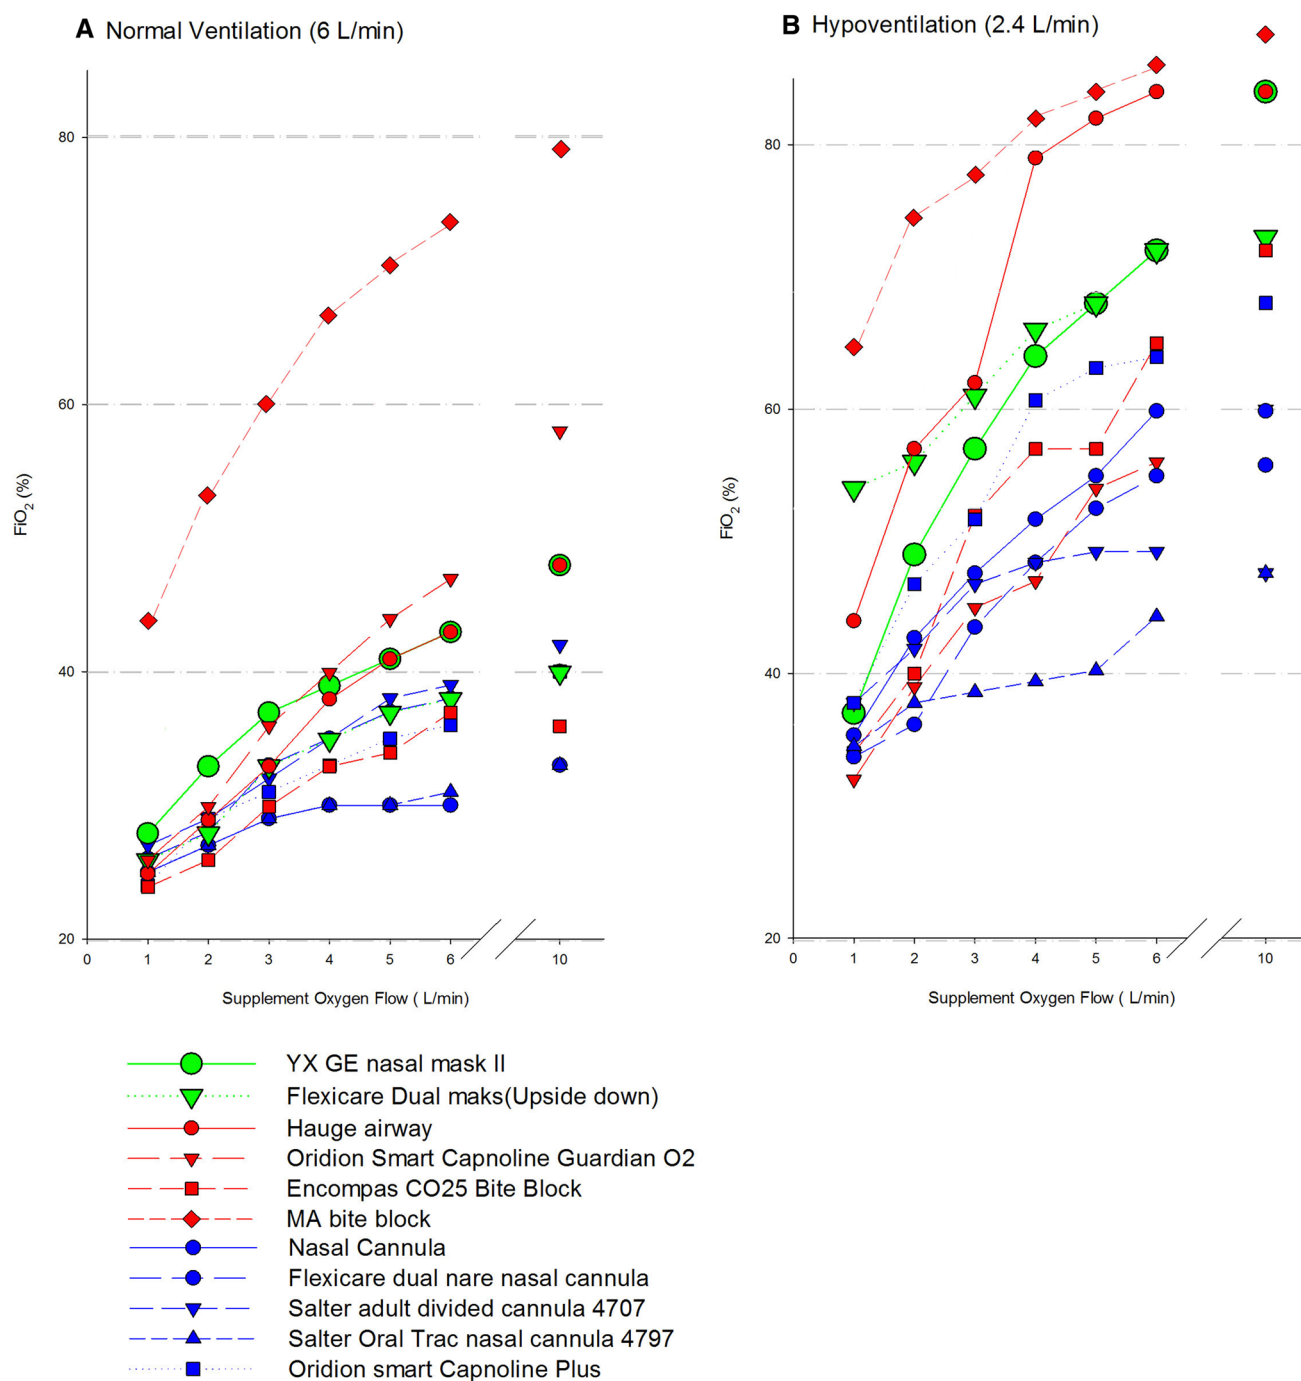 A Normal Ventilation (6 L/min)
FiO2 (%)
80
60
40
20
0 1 2 3 4 5 6 10
Supplement Oxygen Flow ( L/min)
B Hypoventilation (2.4 L/min)
FiO2 (%)
80
60
40
20
0 1 2 3 4 5 6 10
Supplement Oxygen Flow ( L/min)
YX GE nasal mask II
Flexicare Dual maks(Upside down)
Hauge airway
Oridion Smart Capnoline Guardian O2
Encompas CO25 Bite Block
MA bite block
Nasal Cannula
Flexicare dual nare nasal cannula
Salter adult divided cannula 4707
Salter Oral Trac nasal cannula 4797
Oridion smart Capnoline Plus